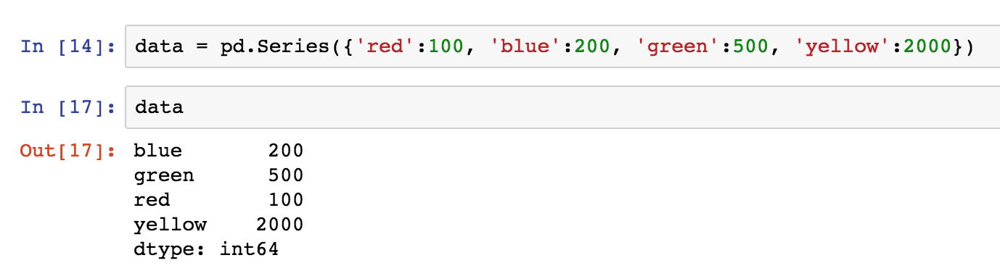 In [14]: data = pd.Series({'red':100, 'blue':200, 'green':500, 'yellow':2000})
In [17]: data
Out[17]: blue       200
green      500
red        100
yellow    2000
dtype: int64